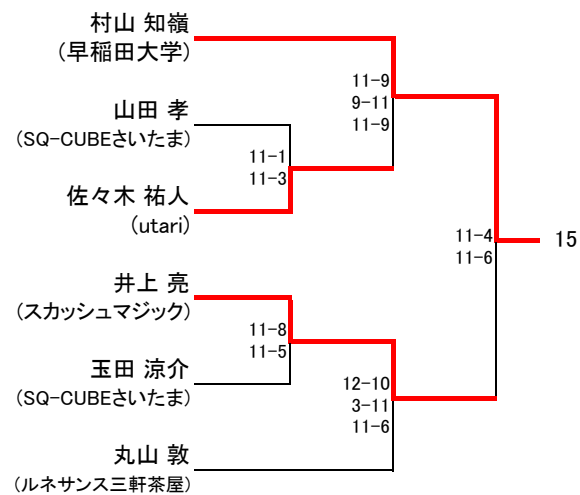 村山 知嶺
(早稲田大学)
11-9
9-11
11-9
山田 孝
(SQ-CUBEさいたま)
11-1
11-3
佐々木 祐人
(utari)
11-4
11-6
15
井上 亮
(スカッシュマジック)
11-8
11-5
玉田 涼介
(SQ-CUBEさいたま)
12-10
3-11
11-6
丸山 敦
(ルネサンス三軒茶屋)